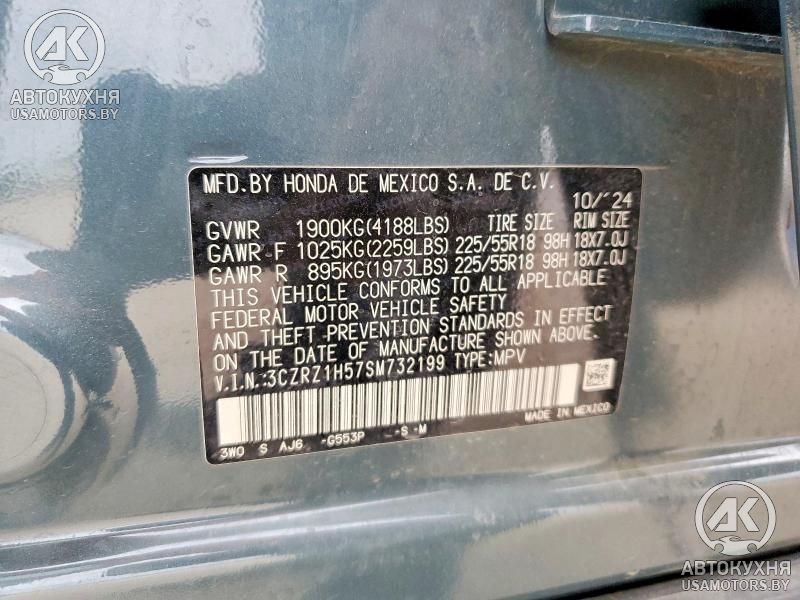 AK
АВТОКУХНЯ
USAMOTORS.BY
MFD.BY HONDA DE MEXICO S.A. DE C.V.
10/'24
GVWR 1900KG(4188LBS) TIRE SIZE RIM SIZE
GAWR F 1025KG(2259LBS) 225/55R18 98H 18X7.0J
GAWR R 895KG(1973LBS) 225/55R18 98H 18X7.0J
THIS VEHICLE CONFORMS TO ALL APPLICABLE
FEDERAL MOTOR VEHICLE SAFETY
AND THEFT PREVENTION STANDARDS IN EFFECT
ON THE DATE OF MANUFACTURE SHOWN ABOVE.
V.I.N.:3CZRZ1H57SM732199 TYPE:MPV
3WO S AJ6 -G553P -S-M
MADE IN MEXICO
AK
АВТОКУХНЯ
USAMOTORS.BY